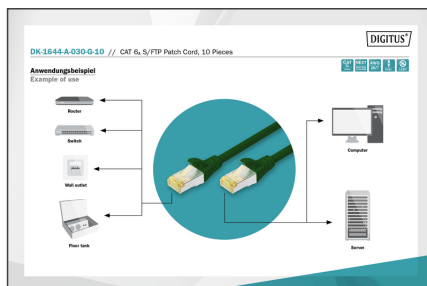 DIGITUS®
DK-1644-A-030-G-10 // CAT 6A S/FTP Patch Cord, 10 Pieces
Anwendungsbeispiel
Example of use
Router
Switch
Wall outlet
Floor tank
Computer
Server